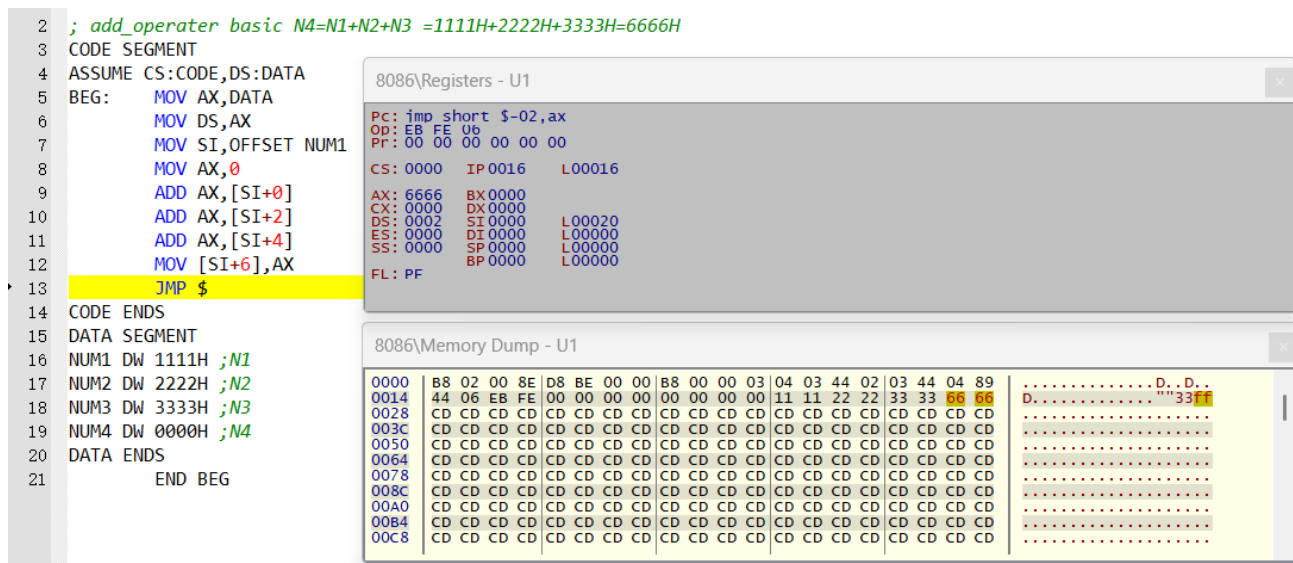 2 ; add_operater basic N4=N1+N2+N3 =1111H+2222H+3333H=6666H
3 CODE SEGMENT
4 ASSUME CS:CODE,DS:DATA
5 BEG: MOV AX,DATA
6 MOV DS,AX
7 MOV SI,OFFSET NUM1
8 MOV AX,0
9 ADD AX,[SI+0]
10 ADD AX,[SI+2]
11 ADD AX,[SI+4]
12 MOV [SI+6],AX
13 JMP $
14 CODE ENDS
15 DATA SEGMENT
16 NUM1 DW 1111H ;N1
17 NUM2 DW 2222H ;N2
18 NUM3 DW 3333H ;N3
19 NUM4 DW 0000H ;N4
20 DATA ENDS
21 END BEG
8086\Registers - U1
Pc: jmp short $-02,ax
Op: EB FE 06
Pr: 00 00 00 00 00 00
CS: 0000 IP 0016 L00016
AX: 6666 BX 0000
CX: 0000 DX 0000
DS: 0002 SI 0000 L00020
ES: 0000 DI 0000 L00000
SS: 0000 SP 0000 L00000
BP 0000 L00000
FL: PF
8086\Memory Dump - U1
0000 B8 02 00 8E D8 BE 00 00 B8 00 00 03 04 03 44 02 03 44 04 89 ..............D..D..
0014 44 06 EB FE 00 00 00 00 00 00 00 00 11 11 22 22 33 33 66 66 D.............""33ff
0028 CD CD CD CD CD CD CD CD CD CD CD CD CD CD CD CD CD CD CD CD ....................
003C CD CD CD CD CD CD CD CD CD CD CD CD CD CD CD CD CD CD CD CD ....................
0050 CD CD CD CD CD CD CD CD CD CD CD CD CD CD CD CD CD CD CD CD ....................
0064 CD CD CD CD CD CD CD CD CD CD CD CD CD CD CD CD CD CD CD CD ....................
0078 CD CD CD CD CD CD CD CD CD CD CD CD CD CD CD CD CD CD CD CD ....................
008C CD CD CD CD CD CD CD CD CD CD CD CD CD CD CD CD CD CD CD CD ....................
00A0 CD CD CD CD CD CD CD CD CD CD CD CD CD CD CD CD CD CD CD CD ....................
00B4 CD CD CD CD CD CD CD CD CD CD CD CD CD CD CD CD CD CD CD CD ....................
00C8 CD CD CD CD CD CD CD CD CD CD CD CD CD CD CD CD CD CD CD CD ....................